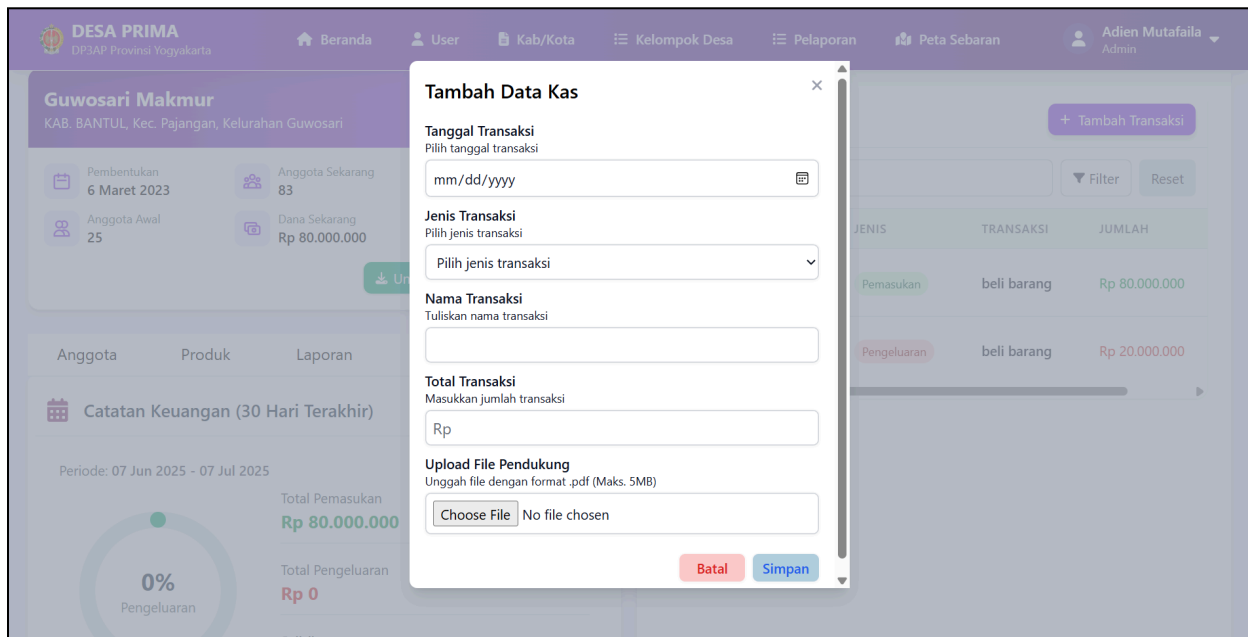 DESA PRIMA
DP3AP Provinsi Yogyakarta
Beranda
User
Kab/Kota
Kelompok Desa
Pelaporan
Peta Sebaran
Adien Mutafaila
Admin
Guwosari Makmur
KAB. BANTUL, Kec. Pajangan, Kelurahan Guwosari
Pembentukan
6 Maret 2023
Anggota Sekarang
83
Anggota Awal
25
Dana Sekarang
Rp 80.000.000
Anggota
Produk
Laporan
Catatan Keuangan (30 Hari Terakhir)
Periode: 07 Jun 2025 - 07 Jul 2025
0%
Pengeluaran
Total Pemasukan
Rp 80.000.000
Total Pengeluaran
Rp 0
Tambah Data Kas
×
Tanggal Transaksi
Pilih tanggal transaksi
mm/dd/yyyy
Jenis Transaksi
Pilih jenis transaksi
Pilih jenis transaksi
Nama Transaksi
Tuliskan nama transaksi
Total Transaksi
Masukkan jumlah transaksi
Rp
Upload File Pendukung
Unggah file dengan format .pdf (Maks. 5MB)
Choose File No file chosen
Batal
Simpan
+ Tambah Transaksi
Filter
Reset
JENIS TRANSAKSI JUMLAH
Pemasukan beli barang Rp 80.000.000
Pengeluaran beli barang Rp 20.000.000